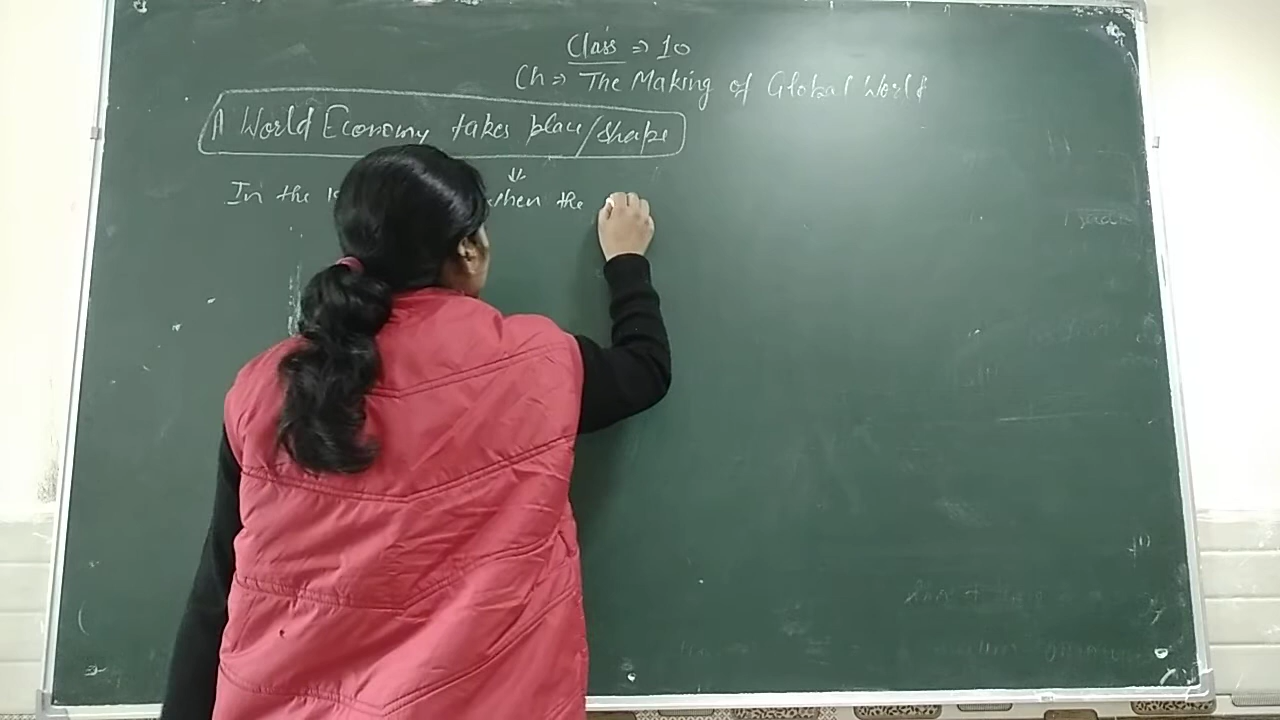 Class ⇒ 10
Ch ⇒ The Making of Global World
A World Economy takes place/shape
In the when the